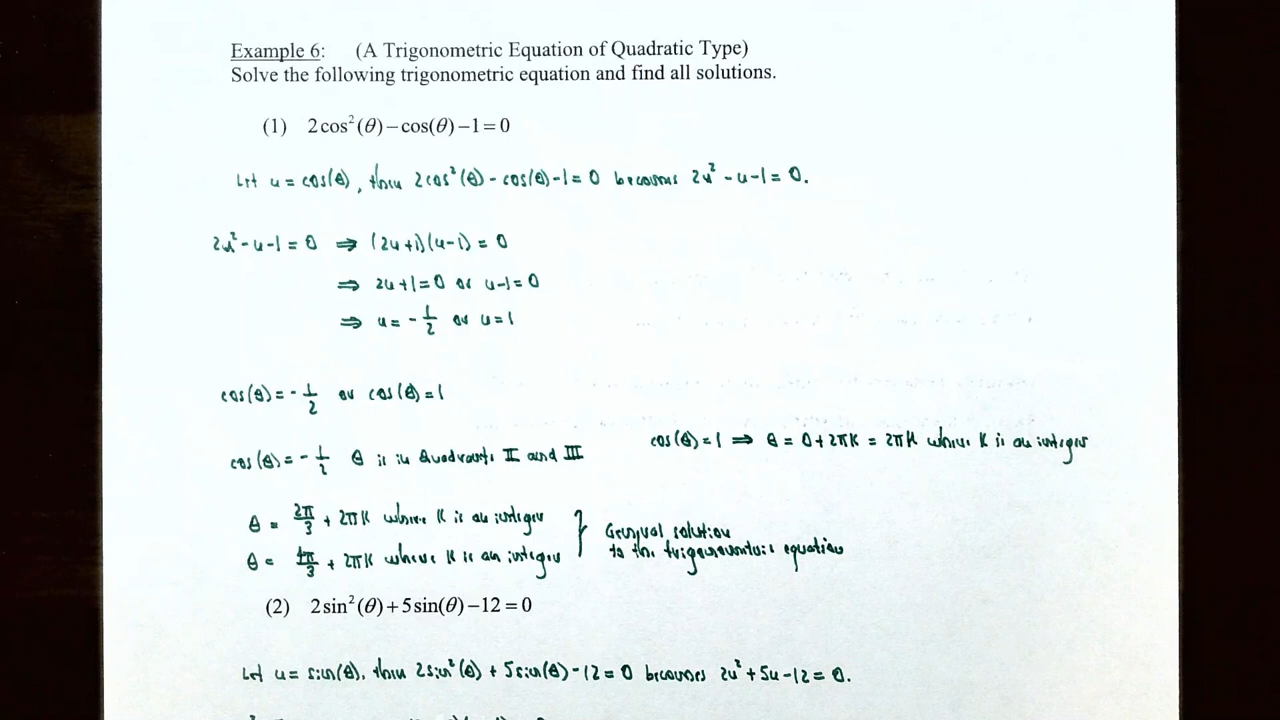 Example 6: (A Trigonometric Equation of Quadratic Type)
Solve the following trigonometric equation and find all solutions.
(1) 2cos²(θ)−cos(θ)−1=0
Let u = cos(θ), then 2cos²(θ) - cos(θ) -1 = 0 becomes 2u² - u -1 = 0.
2u² - u -1 = 0 ⇒ (2u+1)(u-1) = 0
⇒ 2u+1=0 or u-1=0
⇒ u = -1/2 or u=1
cos(θ) = -1/2 or cos(θ)=1
cos(θ)=1 ⇒ θ = 0+2πK = 2πK where K is an integer
cos(θ) = -1/2 θ is in Quadrants II and III
θ = 2π/3 + 2πK where K is an integer
θ = 4π/3 + 2πK where K is an integer
} General solution
to the trigonometric equation
(2) 2sin²(θ)+5sin(θ)−12=0
Let u = sin(θ), then 2sin²(θ) + 5sin(θ) -12 = 0 becomes 2u² + 5u -12 = 0.